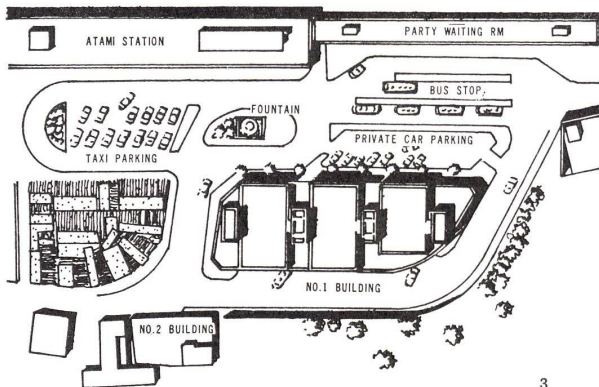 ATAMI STATION
PARTY WAITING RM
BUS STOP
FOUNTAIN
PRIVATE CAR PARKING
TAXI PARKING
NO.1 BUILDING
NO.2 BUILDING
3